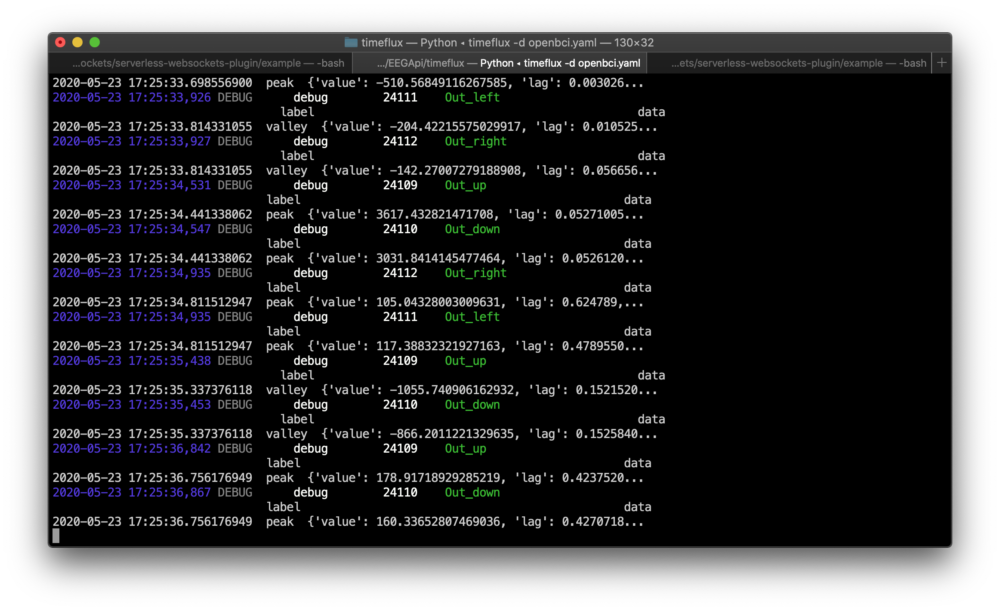 timeflux — Python ◂ timeflux -d openbci.yaml — 130×32
...ockets/serverless-websockets-plugin/example — -bash
.../EEGApi/timeflux — Python ◂ timeflux -d openbci.yaml
...ets/serverless-websockets-plugin/example — -bash
+
2020-05-23 17:25:33.698556900  peak  {'value': -510.56849116267585, 'lag': 0.003026...
2020-05-23 17:25:33,926 DEBUG      debug        24111    Out_left
label                                               data
2020-05-23 17:25:33.814331055  valley  {'value': -204.42215575029917, 'lag': 0.010525...
2020-05-23 17:25:33,927 DEBUG      debug        24112    Out_right
label                                               data
2020-05-23 17:25:33.814331055  valley  {'value': -142.27007279188908, 'lag': 0.056656...
2020-05-23 17:25:34,531 DEBUG      debug        24109    Out_up
label                                               data
2020-05-23 17:25:34.441338062  peak  {'value': 3617.432821471708, 'lag': 0.05271005...
2020-05-23 17:25:34,547 DEBUG      debug        24110    Out_down
label                                               data
2020-05-23 17:25:34.441338062  peak  {'value': 3031.8414145477464, 'lag': 0.0526120...
2020-05-23 17:25:34,935 DEBUG      debug        24112    Out_right
label                                               data
2020-05-23 17:25:34.811512947  peak  {'value': 105.04328003009631, 'lag': 0.624789,...
2020-05-23 17:25:34,935 DEBUG      debug        24111    Out_left
label                                               data
2020-05-23 17:25:34.811512947  peak  {'value': 117.38832321927163, 'lag': 0.4789550...
2020-05-23 17:25:35,438 DEBUG      debug        24109    Out_up
label                                               data
2020-05-23 17:25:35.337376118  valley  {'value': -1055.740906162932, 'lag': 0.1521520...
2020-05-23 17:25:35,453 DEBUG      debug        24110    Out_down
label                                               data
2020-05-23 17:25:35.337376118  valley  {'value': -866.2011221329635, 'lag': 0.1525840...
2020-05-23 17:25:36,842 DEBUG      debug        24109    Out_up
label                                               data
2020-05-23 17:25:36.756176949  peak  {'value': 178.91718929285219, 'lag': 0.4237520...
2020-05-23 17:25:36,867 DEBUG      debug        24110    Out_down
label                                               data
2020-05-23 17:25:36.756176949  peak  {'value': 160.33652807469036, 'lag': 0.4270718...